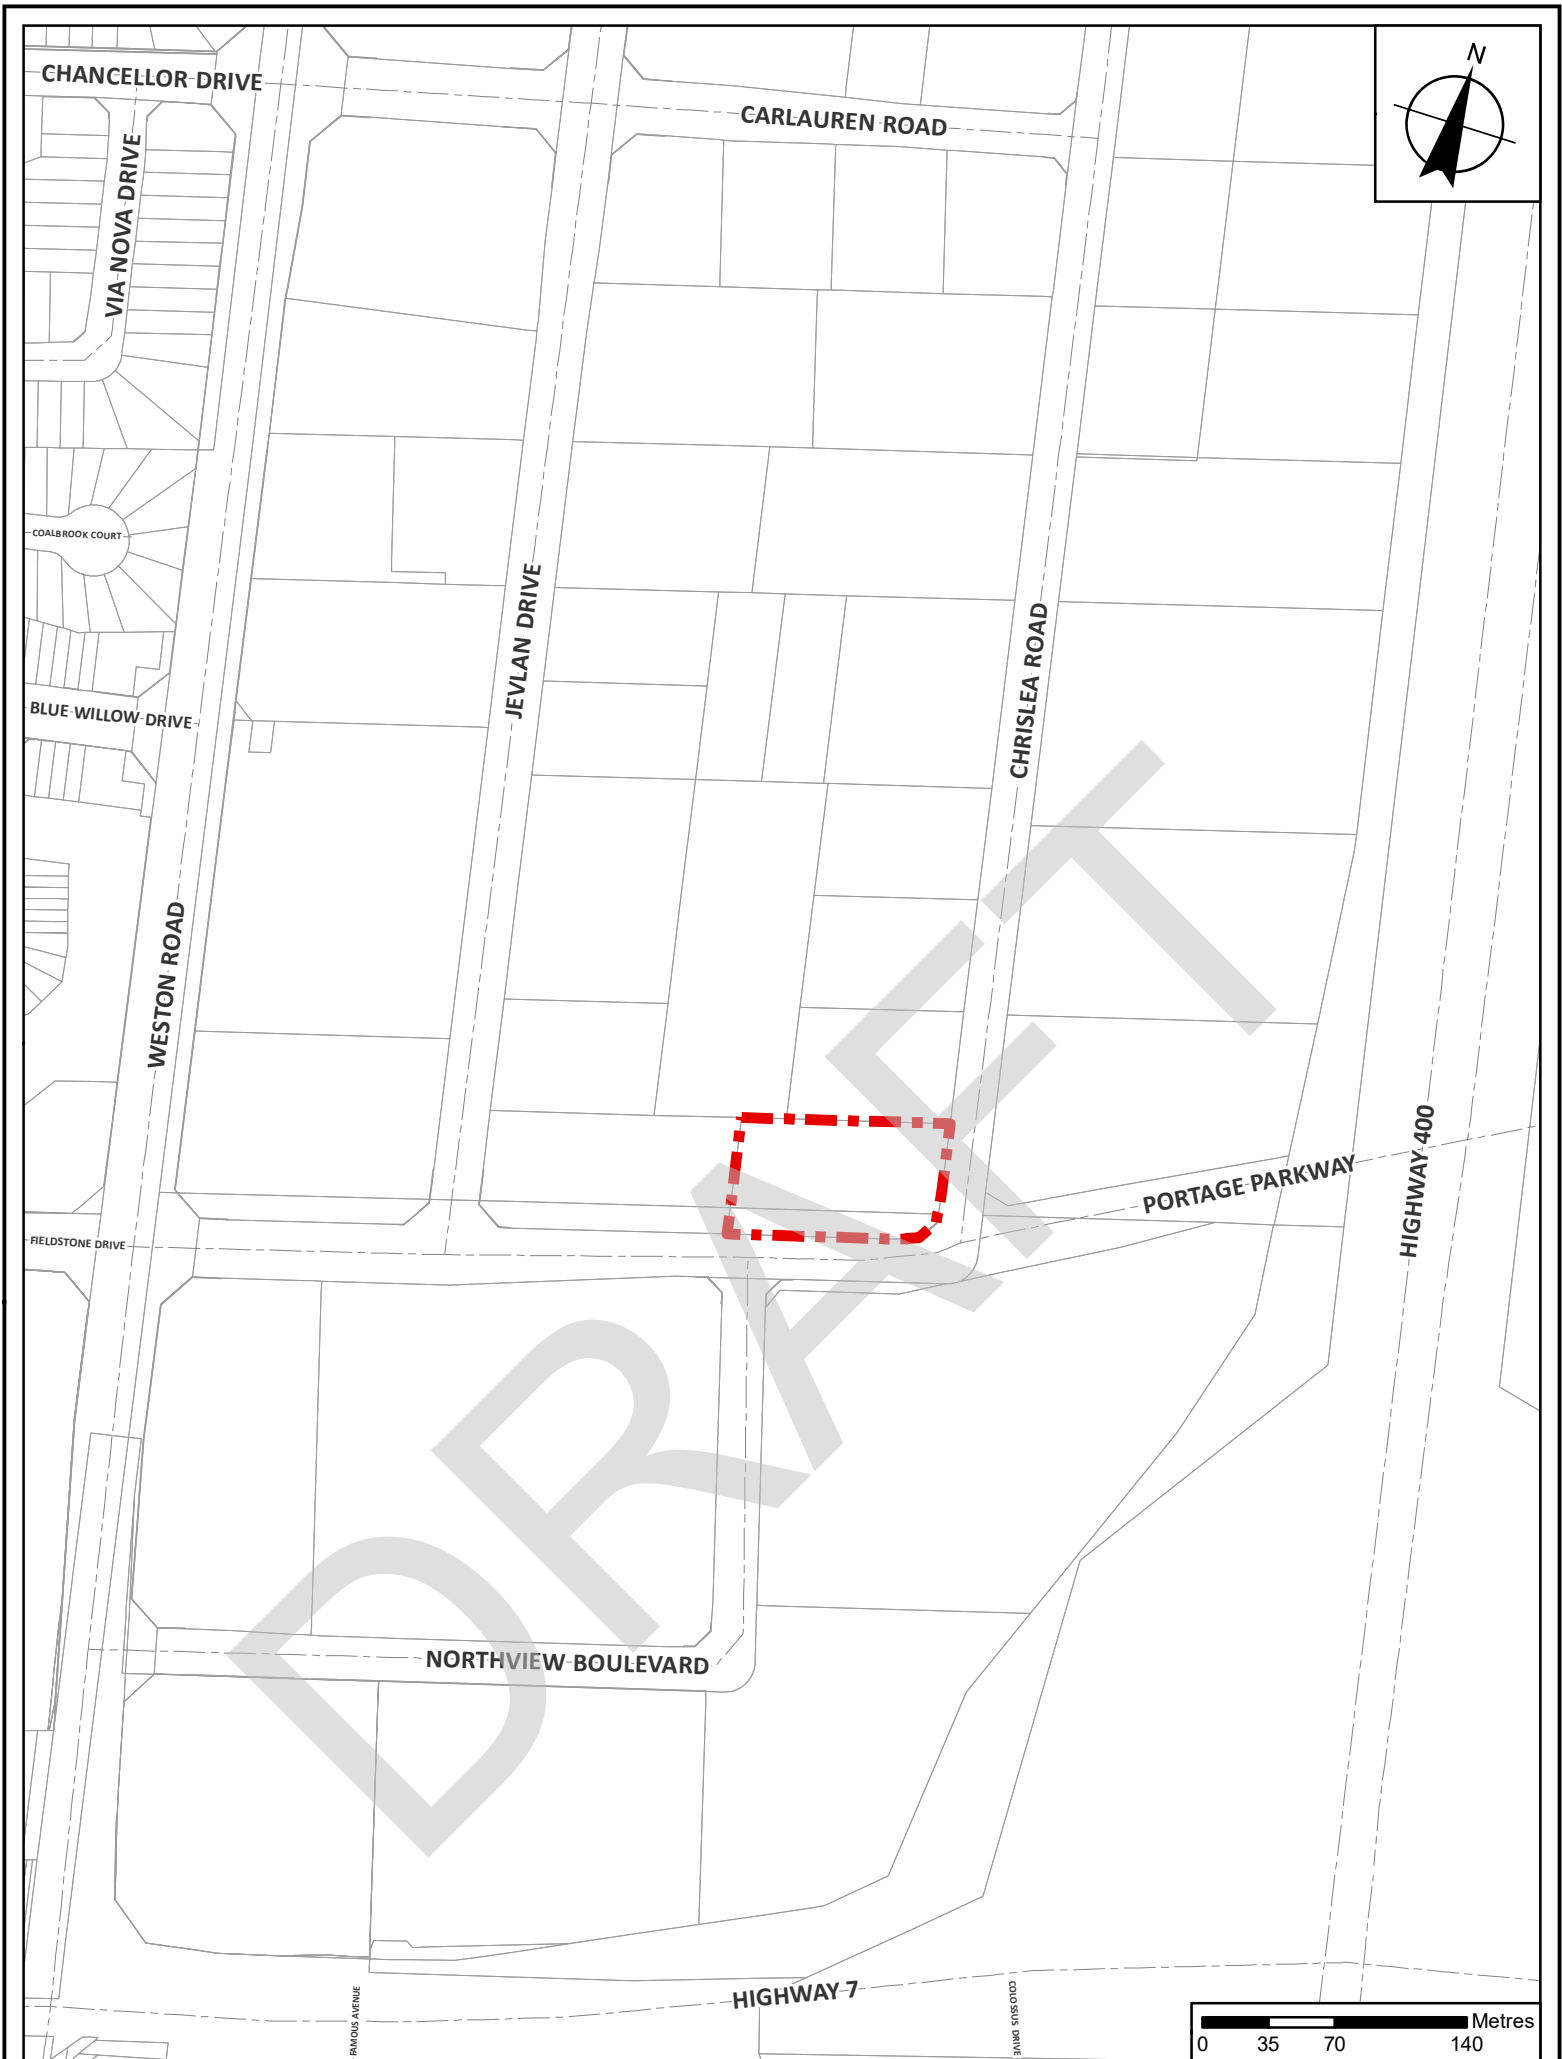 N
CHANCELLOR DRIVE
CARLAUREN ROAD
VIA NOVA DRIVE
COALBROOK COURT
JEVLAN DRIVE
CHRISLEA ROAD
BLUE WILLOW DRIVE
WESTON ROAD
HIGHWAY 400
PORTAGE PARKWAY
FIELDSTONE DRIVE
DRAFT
NORTHVIEW BOULEVARD
HIGHWAY 7
FAMOUS AVENUE
COLOSSUS DRIVE
Metres
0 35 70 140